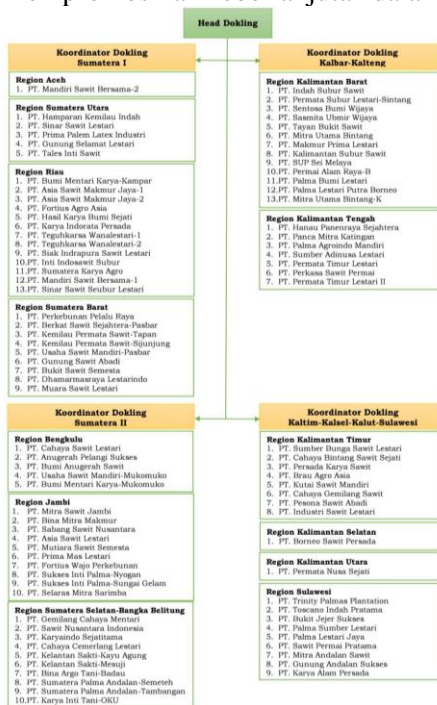 Head Dokling
Koordinator Dokling
Sumatera I
Region Aceh
1. PT. Mandiri Sawit Bersama-2
Region Sumatera Utara
1. PT. Hamparan Kemilau Indah
2. PT. Sinar Sawit Lestari
3. PT. Prima Palem Latex Industri
4. PT. Gunung Selamat Lestari
5. PT. Tales Inti Sawit
Region Riau
1. PT. Bumi Mentari Karya-Kampar
2. PT. Asia Sawit Makmur Jaya-1
3. PT. Asia Sawit Makmur Jaya-2
4. PT. Fortius Agro Asia
5. PT. Hasil Karya Bumi Sejati
6. PT. Karya Indorata Persada
7. PT. Teguhkarsa Wanalestari-1
8. PT. Teguhkarsa Wanalestari-2
9. PT. Siak Indrapura Sawit Lestari
10.PT. Inti Indosawit Subur
11.PT. Sumatera Karya Agro
12.PT. Mandiri Sawit Bersama-1
13.PT. Sinar Sawit Seubur Lestari
Region Sumatera Barat
1. PT. Perkebunan Pelalu Raya
2. PT. Berkat Sawit Sejahtera-Pasbar
3. PT. Kemilau Permata Sawit-Tapan
4. PT. Kemilau Permata Sawit-Sijunjung
5. PT. Usaha Sawit Mandiri-Pasbar
6. PT. Gunung Sawit Abadi
7. PT. Bukit Sawit Semesta
8. PT. Dhamarmasraya Lestarindo
9. PT. Muara Sawit Lestari
Koordinator Dokling
Kalbar-Kalteng
Region Kalimantan Barat
1. PT. Indah Subur Sawit
2. PT. Permata Subur Lestari-Sintang
3. PT. Sentosa Bumi Wijaya
4. PT. Sasmita Ubmir Wijaya
5. PT. Tayan Bukit Sawit
6. PT. Mitra Utama Bintang
7. PT. Makmur Prima Lestari
8. PT. Kalimantan Subur Sawit
9. PT. SUP Sei Melaya
10.PT. Permai Alam Raya-B
11.PT. Palma Bumi Lestari
12.PT. Palma Lestari Putra Borneo
13.PT. Mitra Utama Bintang-K
Region Kalimantan Tengah
1. PT. Hanau Panenraya Sejahtera
2. PT. Panca Mitra Katingan
3. PT. Palma Agroindo Mandiri
4. PT. Sumber Adinusa Lestari
5. PT. Permata Timur Lestari
6. PT. Perkasa Sawit Permai
7. PT. Permata Timur Lestari II
Koordinator Dokling
Sumatera II
Region Bengkulu
1. PT. Cahaya Sawit Lestari
2. PT. Anugerah Pelangi Sukses
3. PT. Bumi Anugerah Sawit
4. PT. Usaha Sawit Mandiri-Mukomuko
5. PT. Bumi Mentari Karya-Mukomuko
Region Jambi
1. PT. Mitra Sawit Jambi
2. PT. Bina Mitra Makmur
3. PT. Sabang Sawit Nusantara
4. PT. Asia Sawit Lestari
5. PT. Mutiara Sawit Semesta
6. PT. Prima Mas Lestari
7. PT. Fortius Wajo Perkebunan
8. PT. Sukses Inti Palma-Nyogan
9. PT. Sukses Inti Palma-Sungai Gelam
10. PT. Selaras Mitra Sarimba
Region Sumatera Selatan-Bangka Belitung
1. PT. Gemilang Cahaya Mentari
2. PT. Sawit Nusantara Indonesia
3. PT. Karyaindo Sejatitama
4. PT. Cahaya Cemerlang Lestari
5. PT. Kelantan Sakti-Kayu Agung
6. PT. Kelantan Sakti-Mesuji
7. PT. Bina Argo Tani-Badau
8. PT. Sumatera Palma Andalan-Semeteh
9. PT. Sumatera Palma Andalan-Tambangan
10.PT. Karya Inti Tani-OKU
Koordinator Dokling
Kaltim-Kalsel-Kalut-Sulawesi
Region Kalimantan Timur
1. PT. Sumber Bunga Sawit Lestari
2. PT. Cahaya Bintang Sawit Sejati
3. PT. Persada Karya Sawit
4. PT. Brau Agro Asia
5. PT. Kutai Sawit Mandiri
6. PT. Cahaya Gemilang Sawit
7. PT. Pesona Sawit Abadi
8. PT. Industri Sawit Lestari
Region Kalimantan Selatan
1. PT. Borneo Sawit Persada
Region Kalimantan Utara
1. PT. Permata Nusa Sejati
Region Sulawesi
1. PT. Trinity Palmas Plantation
2. PT. Toscano Indah Pratama
3. PT. Bukit Jejer Sukses
4. PT. Palma Sumber Lestari
5. PT. Palma Lestari Jaya
6. PT. Sawit Permai Pratama
7. PT. Mitra Andalan Sawit
8. PT. Gunung Andalan Sukses
9. PT. Karya Alam Persada